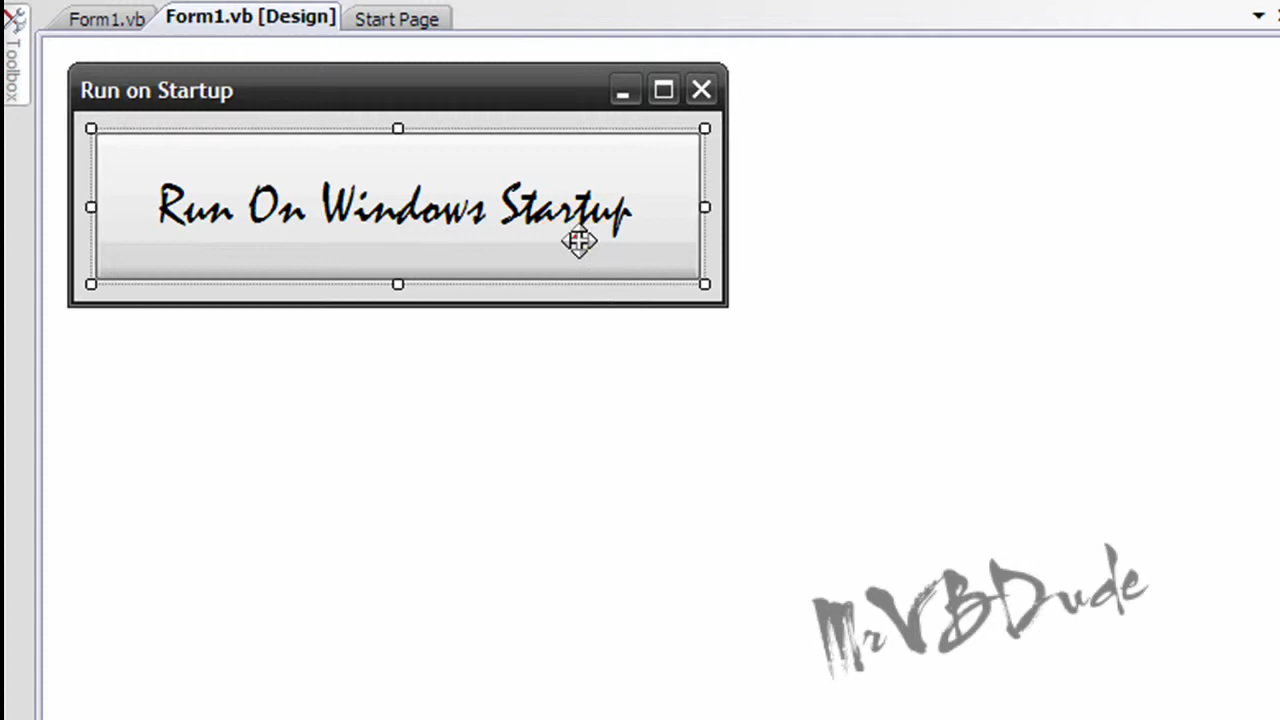 Form1.vb
Form1.vb [Design]
Start Page
Toolbox
Run on Startup
Run On Windows Startup
MrVBDude